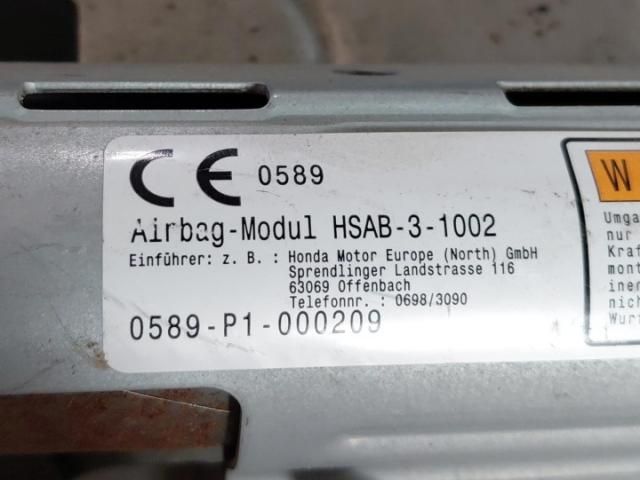 CE 0589
Airbag-Modul HSAB-3-1002
Einführer: z. B. : Honda Motor Europe (North) GmbH
Sprendlinger Landstrasse 116
63069 Offenbach
Telefonnr. : 0698/3090
0589-P1-000209
W
Umga
nur
Kraf
mont
iner
nich
Wurf